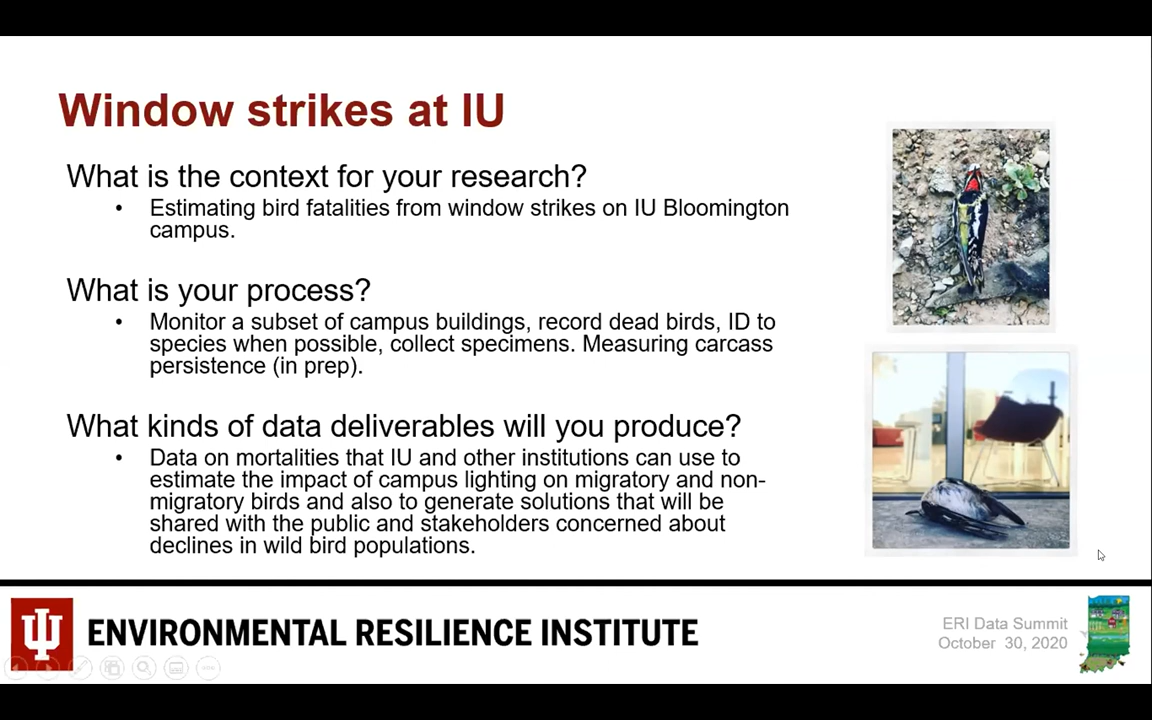 Window strikes at IU
What is the context for your research?
• Estimating bird fatalities from window strikes on IU Bloomington
campus.
What is your process?
• Monitor a subset of campus buildings, record dead birds, ID to
species when possible, collect specimens. Measuring carcass
persistence (in prep).
What kinds of data deliverables will you produce?
• Data on mortalities that IU and other institutions can use to
estimate the impact of campus lighting on migratory and non-
migratory birds and also to generate solutions that will be
shared with the public and stakeholders concerned about
declines in wild bird populations.
ENVIRONMENTAL RESILIENCE INSTITUTE
ERI Data Summit
October 30, 2020